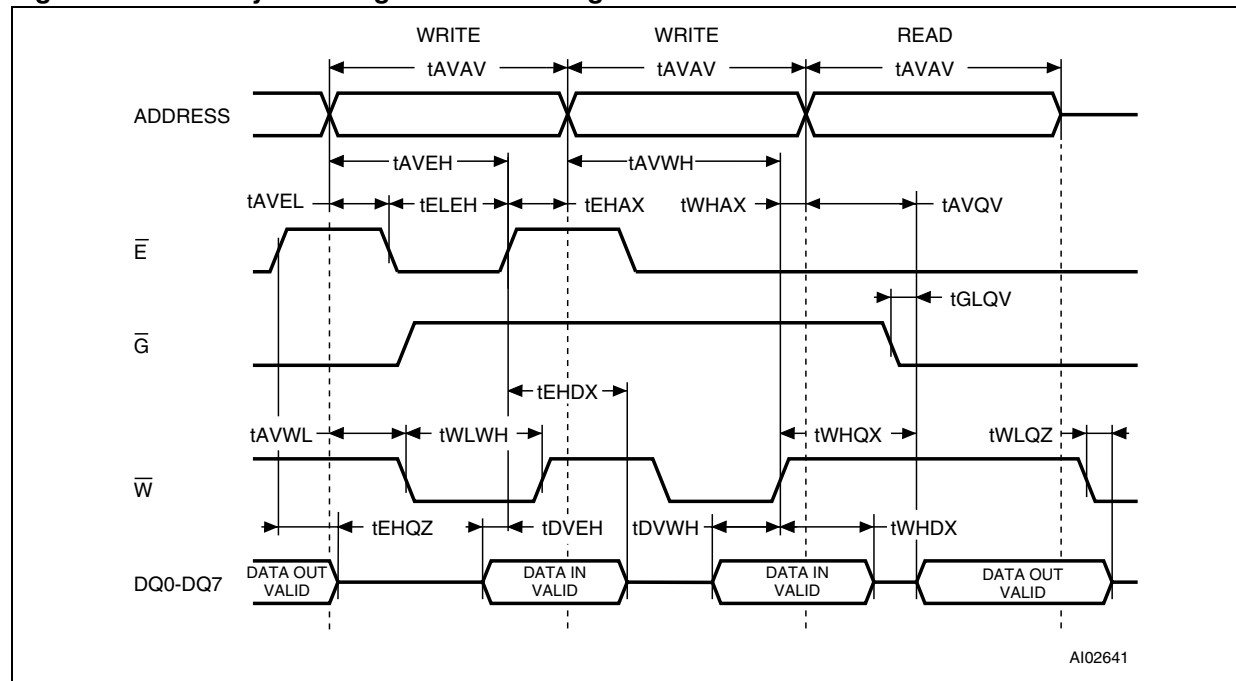 WRITE WRITE READ
tAVAV tAVAV tAVAV
ADDRESS
tAVEH tAVWH
tAVEL tELEH tEHAX tWHAX tAVQV
E
tGLQV
G
tEHDX
tAVWL tWLWH tWHQX tWLQZ
W
tEHQZ tDVEH tDVWH tWHDX
DQ0-DQ7 DATA OUT VALID DATA IN VALID DATA IN VALID DATA OUT VALID
AI02641